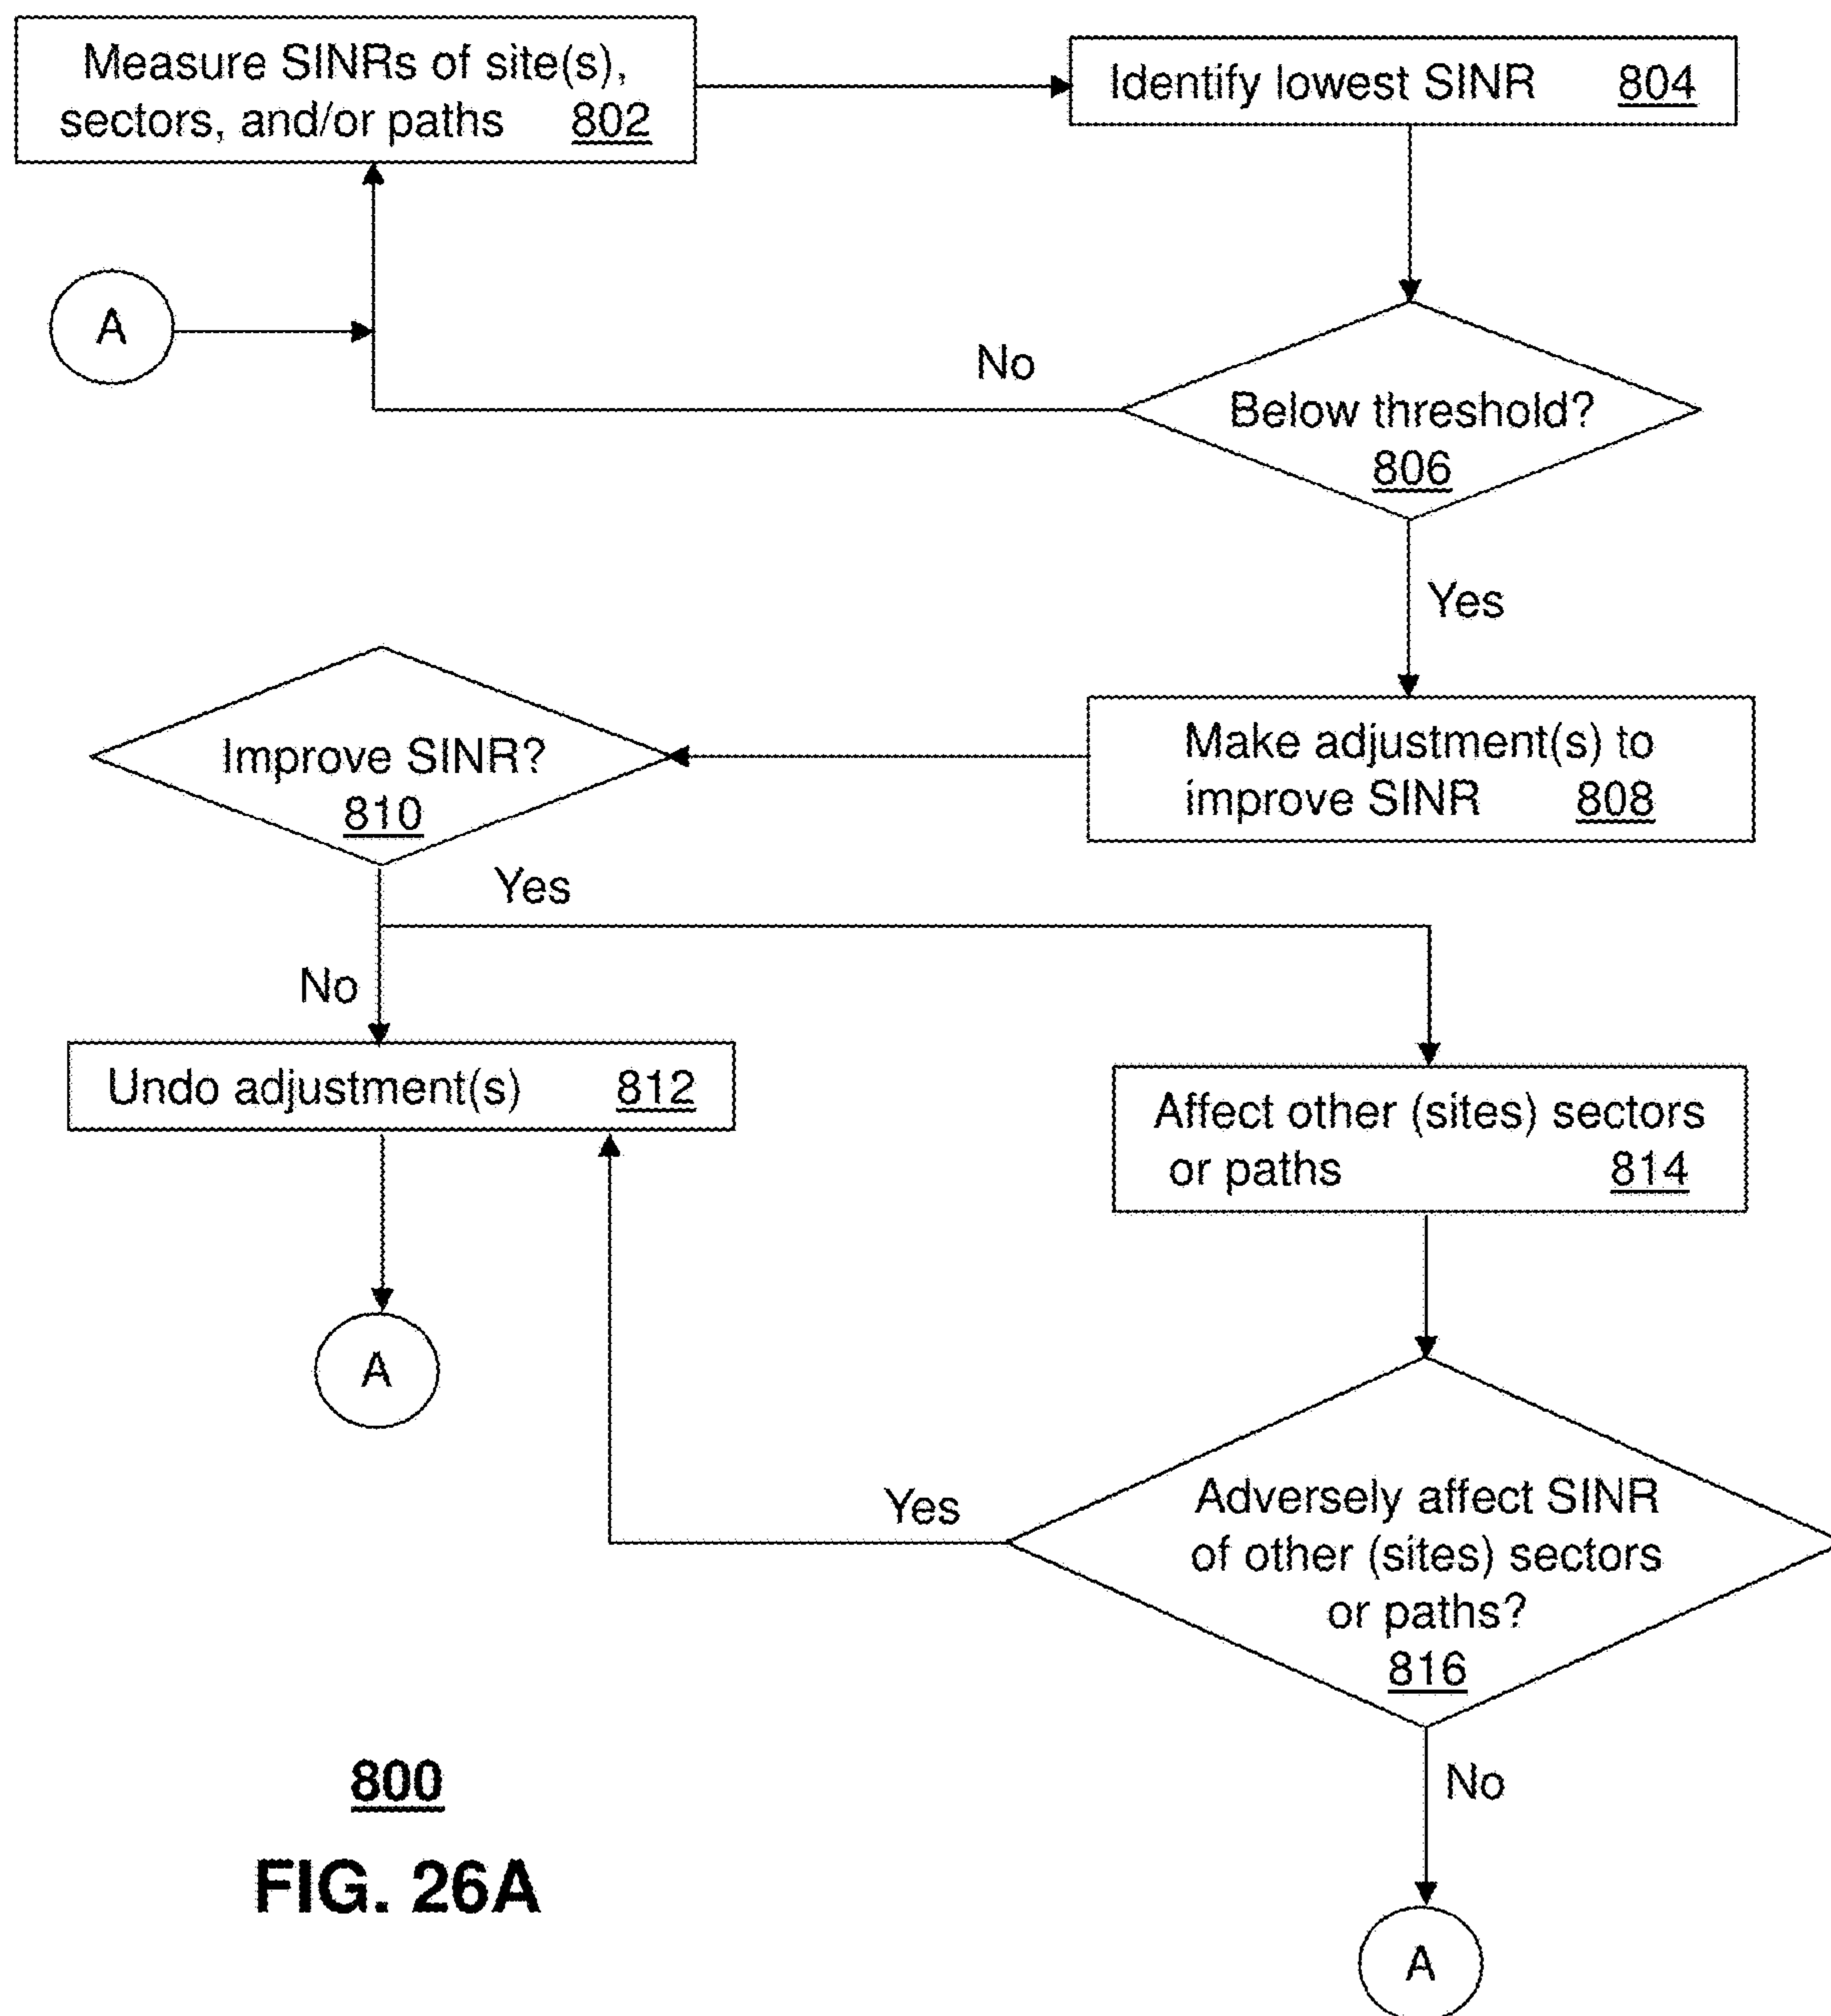 Measure SINRs of site(s),
sectors, and/or paths 802
Identify lowest SINR 804
A
No
Below threshold?
806
Yes
Improve SINR?
810
Make adjustment(s) to
improve SINR 808
Yes
No
Undo adjustment(s) 812
Affect other (sites) sectors
or paths 814
A
Yes
Adversely affect SINR
of other (sites) sectors
or paths?
816
No
800
FIG. 26A
A